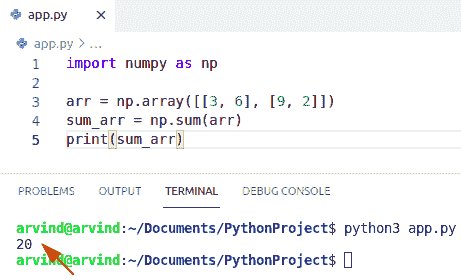 app.py ×
app.py > ...
1 import numpy as np
2
3 arr = np.array([[3, 6], [9, 2]])
4 sum_arr = np.sum(arr)
5 print(sum_arr)
PROBLEMS OUTPUT TERMINAL DEBUG CONSOLE
arvind@arvind:~/Documents/PythonProject$ python3 app.py
20
arvind@arvind:~/Documents/PythonProject$